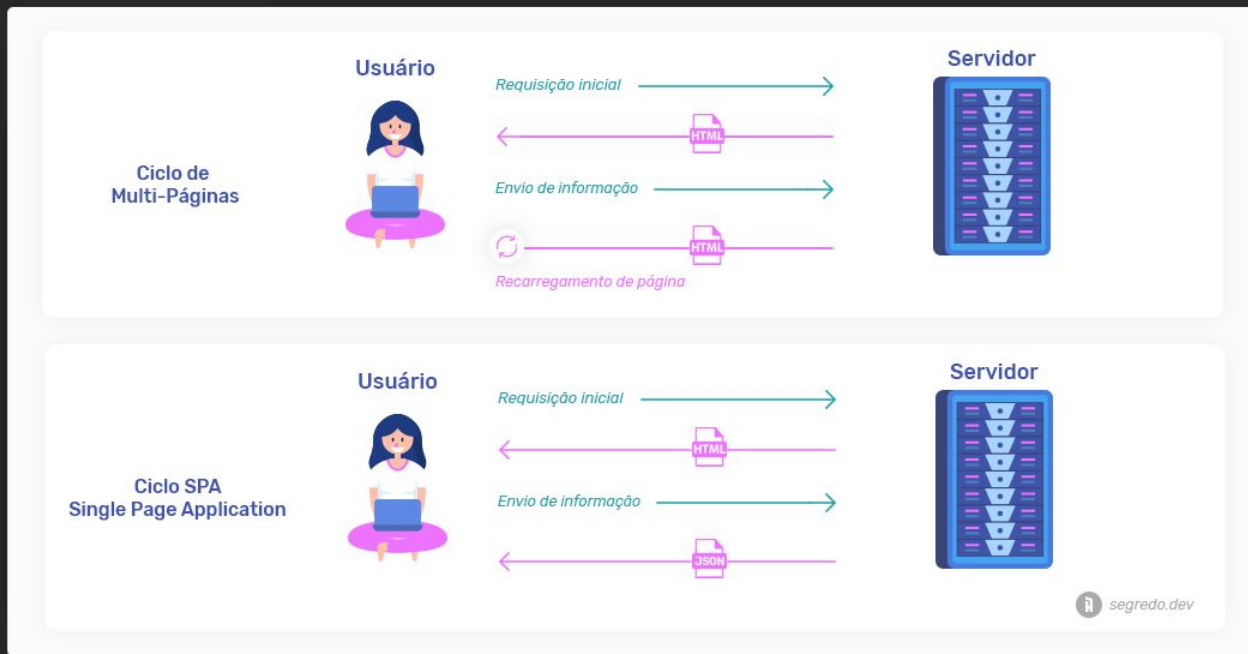 Usuário
Servidor
Requisição inicial
HTML
Ciclo de
Multi-Páginas
Envio de informação
HTML
Recarregamento de página
Usuário
Servidor
Requisição inicial
HTML
Ciclo SPA
Single Page Application
Envio de informação
JSON
segredo.dev